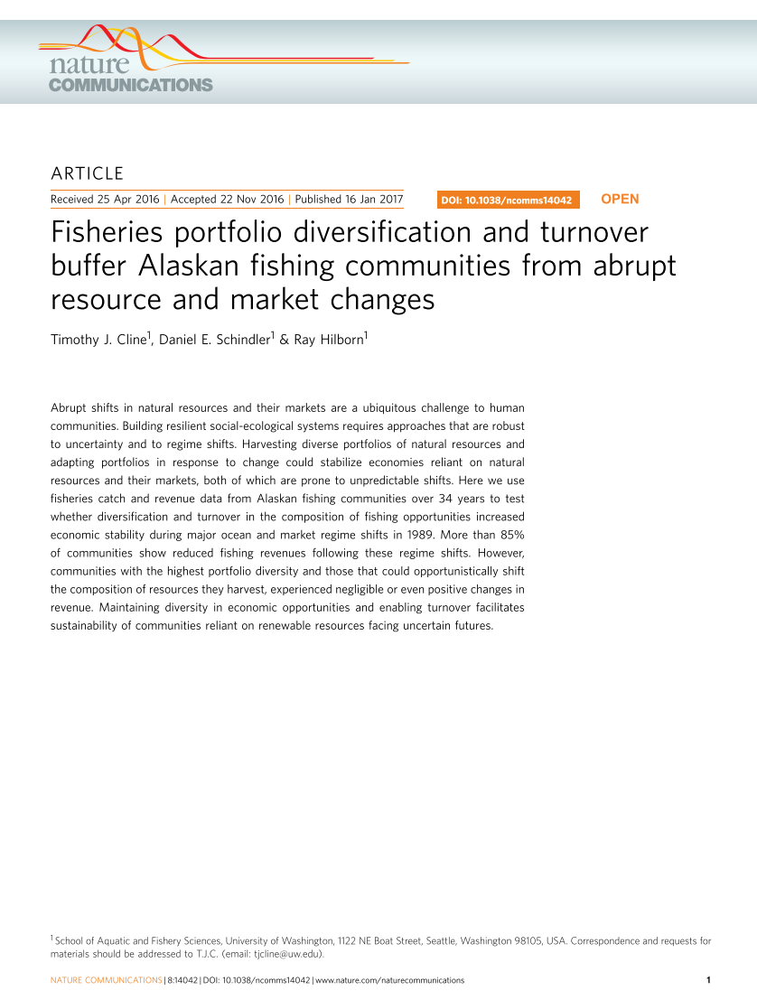 nature
COMMUNICATIONS
ARTICLE
Received 25 Apr 2016 | Accepted 22 Nov 2016 | Published 16 Jan 2017
DOI: 10.1038/ncomms14042
OPEN
Fisheries portfolio diversification and turnover
buffer Alaskan fishing communities from abrupt
resource and market changes
Timothy J. Cline1, Daniel E. Schindler1 & Ray Hilborn1
Abrupt shifts in natural resources and their markets are a ubiquitous challenge to human
communities. Building resilient social-ecological systems requires approaches that are robust
to uncertainty and to regime shifts. Harvesting diverse portfolios of natural resources and
adapting portfolios in response to change could stabilize economies reliant on natural
resources and their markets, both of which are prone to unpredictable shifts. Here we use
fisheries catch and revenue data from Alaskan fishing communities over 34 years to test
whether diversification and turnover in the composition of fishing opportunities increased
economic stability during major ocean and market regime shifts in 1989. More than 85%
of communities show reduced fishing revenues following these regime shifts. However,
communities with the highest portfolio diversity and those that could opportunistically shift
the composition of resources they harvest, experienced negligible or even positive changes in
revenue. Maintaining diversity in economic opportunities and enabling turnover facilitates
sustainability of communities reliant on renewable resources facing uncertain futures.
1 School of Aquatic and Fishery Sciences, University of Washington, 1122 NE Boat Street, Seattle, Washington 98105, USA. Correspondence and requests for
materials should be addressed to T.J.C. (email: tjcline@uw.edu).
NATURE COMMUNICATIONS | 8:14042 | DOI: 10.1038/ncomms14042 | www.nature.com/naturecommunications
1